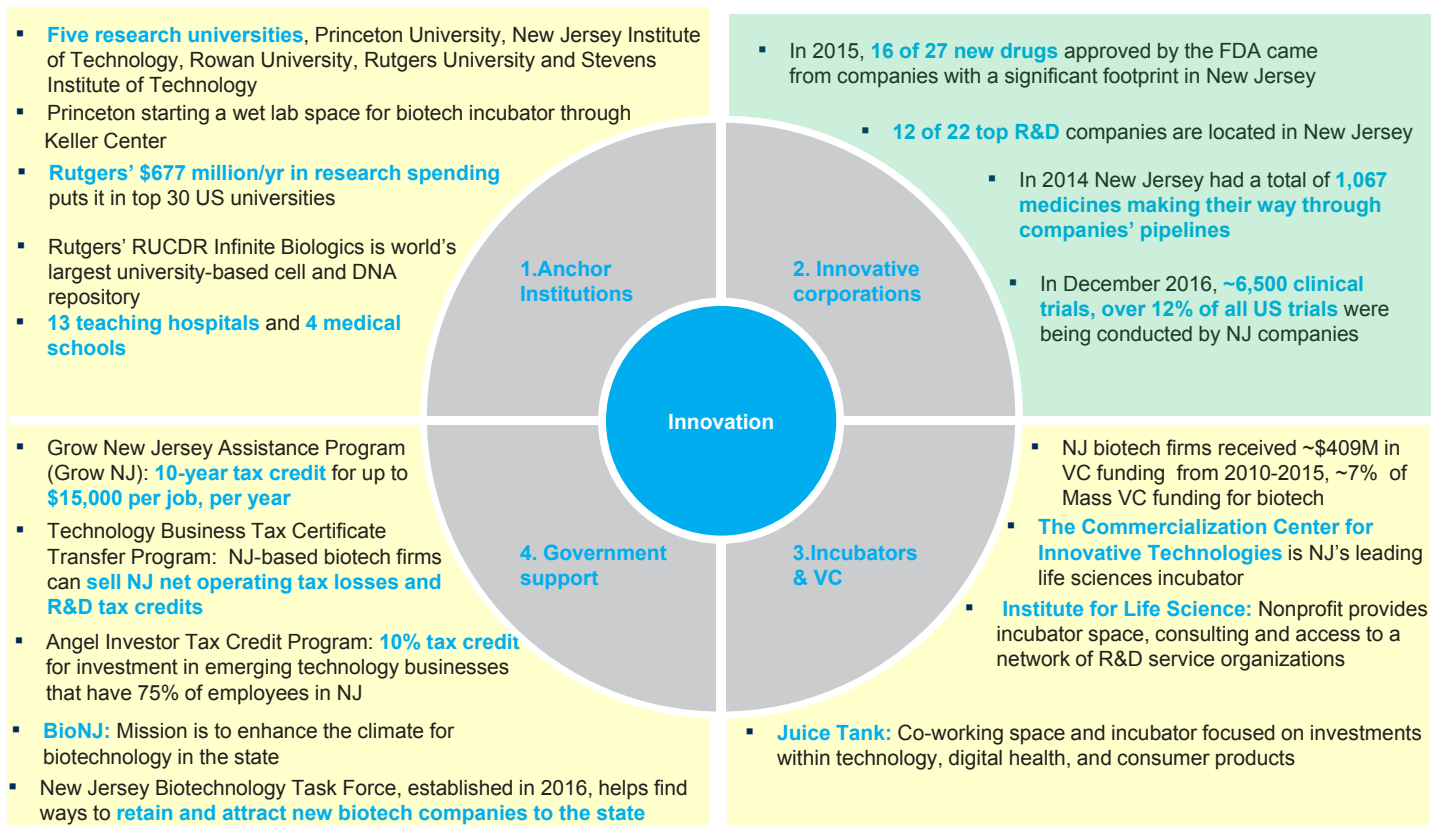 ▪ Five research universities, Princeton University, New Jersey Institute
of Technology, Rowan University, Rutgers University and Stevens
Institute of Technology
▪ Princeton starting a wet lab space for biotech incubator through
Keller Center
▪ Rutgers’ $677 million/yr in research spending
puts it in top 30 US universities
▪ Rutgers’ RUCDR Infinite Biologics is world’s
largest university-based cell and DNA
repository
▪ 13 teaching hospitals and 4 medical
schools
1.Anchor
Institutions
▪ In 2015, 16 of 27 new drugs approved by the FDA came
from companies with a significant footprint in New Jersey
▪ 12 of 22 top R&D companies are located in New Jersey
▪ In 2014 New Jersey had a total of 1,067
medicines making their way through
companies’ pipelines
▪ In December 2016, ~6,500 clinical
trials, over 12% of all US trials were
being conducted by NJ companies
2. Innovative
corporations
Innovation
▪ Grow New Jersey Assistance Program
(Grow NJ): 10-year tax credit for up to
$15,000 per job, per year
▪ Technology Business Tax Certificate
Transfer Program:  NJ-based biotech firms
can sell NJ net operating tax losses and
R&D tax credits
▪ Angel Investor Tax Credit Program: 10% tax credit
for investment in emerging technology businesses
that have 75% of employees in NJ
▪ BioNJ: Mission is to enhance the climate for
biotechnology in the state
▪ New Jersey Biotechnology Task Force, established in 2016, helps find
ways to retain and attract new biotech companies to the state
4. Government
support
3.Incubators
& VC
▪ NJ biotech firms received ~$409M in
VC funding  from 2010-2015, ~7%  of
Mass VC funding for biotech
▪ The Commercialization Center for
Innovative Technologies is NJ’s leading
life sciences incubator
▪ Institute for Life Science: Nonprofit provides
incubator space, consulting and access to a
network of R&D service organizations
▪ Juice Tank: Co-working space and incubator focused on investments
within technology, digital health, and consumer products